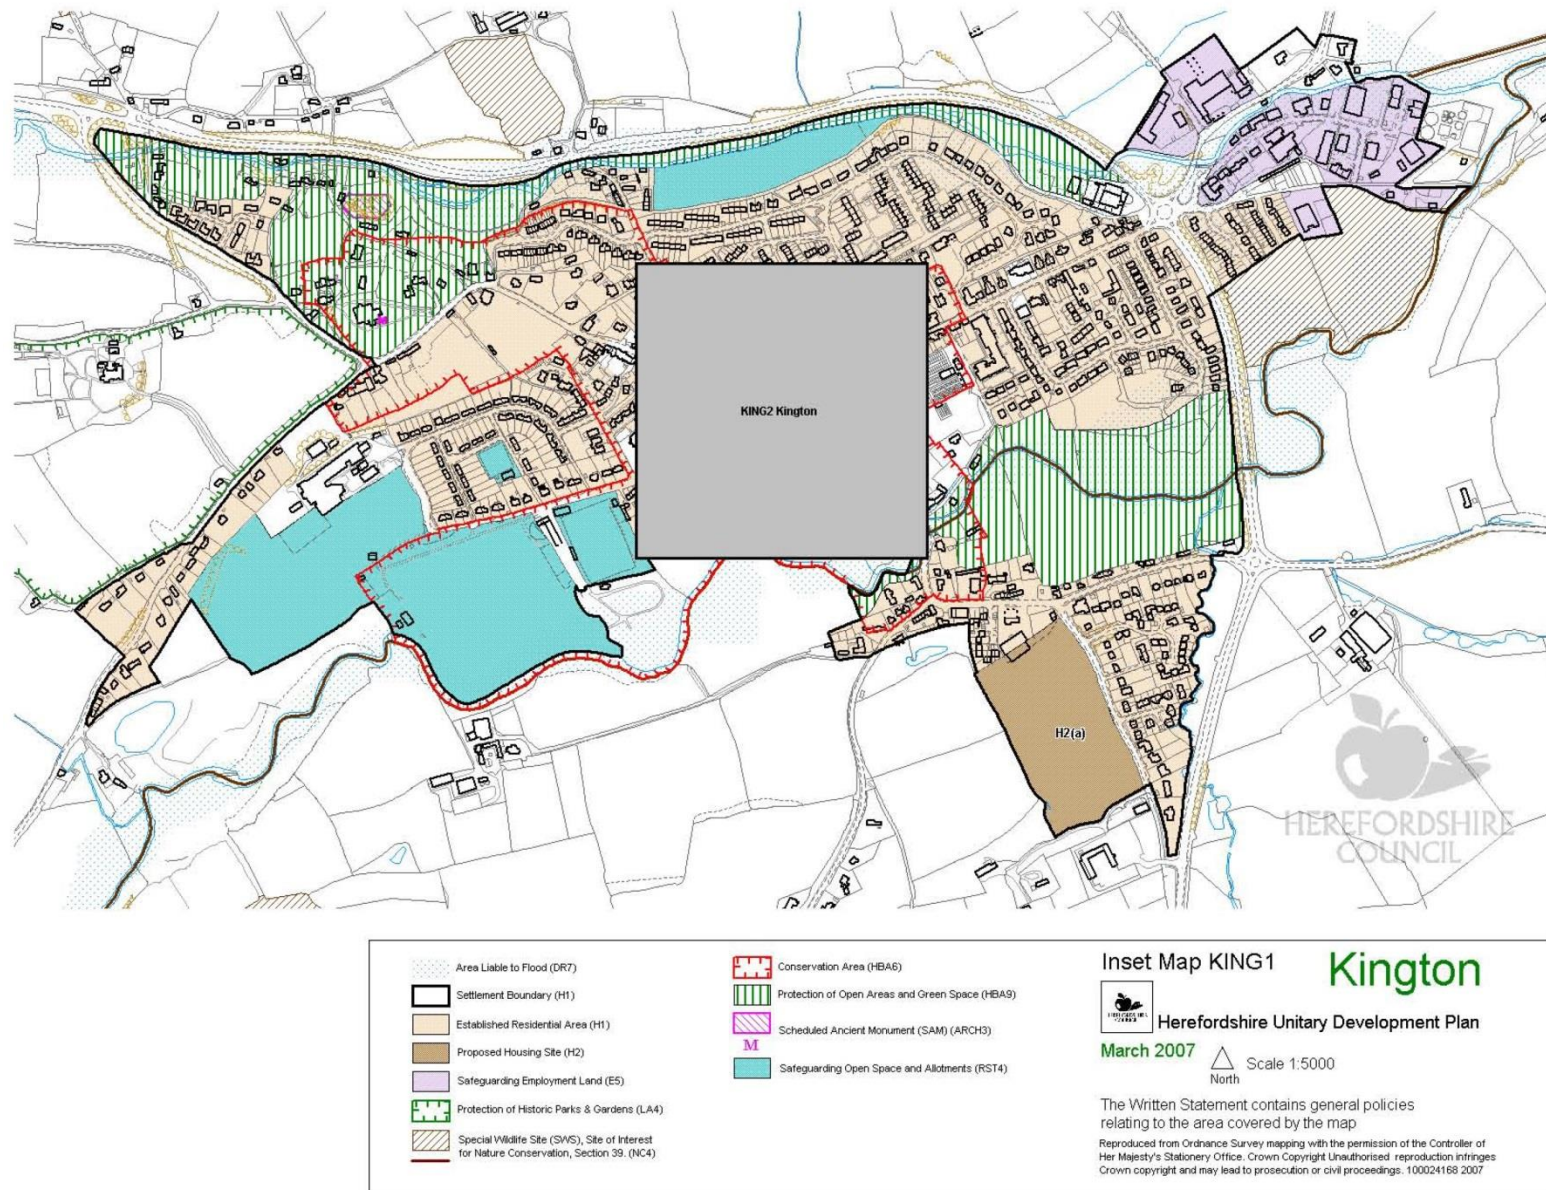 KING2 Kington
H2(a)
HEREFORDSHIRE
COUNCIL
Area Liable to Flood (DR7)
Settlement Boundary (H1)
Established Residential Area (H1)
Proposed Housing Site (H2)
Safeguarding Employment Land (E5)
Protection of Historic Parks & Gardens (LA4)
Special Wildlife Site (SWS), Site of Interest
for Nature Conservation, Section 39. (NC4)
Conservation Area (HBA6)
Protection of Open Areas and Green Space (HBA9)
Scheduled Ancient Monument (SAM) (ARCH3)
M
Safeguarding Open Space and Allotments (RST4)
Inset Map KING1
Kington
Herefordshire Unitary Development Plan
March 2007
North
Scale 1:5000
The Written Statement contains general policies
relating to the area covered by the map
Reproduced from Ordnance Survey mapping with the permission of the Controller of
Her Majesty's Stationery Office. Crown Copyright Unauthorised reproduction infringes
Crown copyright and may lead to prosecution or civil proceedings. 100024168 2007